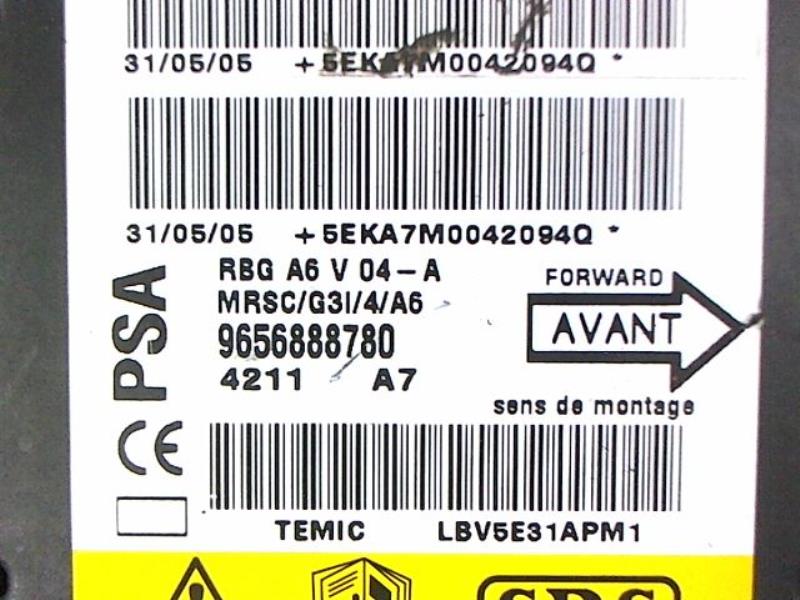 31/05/05 +5EKA7M0042094Q *
31/05/05 +5EKA7M0042094Q *
PSA
RBG A6 V 04-A
MRSC/G3I/4/A6
9656888780
4211 A7
FORWARD
AVANT
sens de montage
CE
TEMIC LBV5E31APM1
SRS